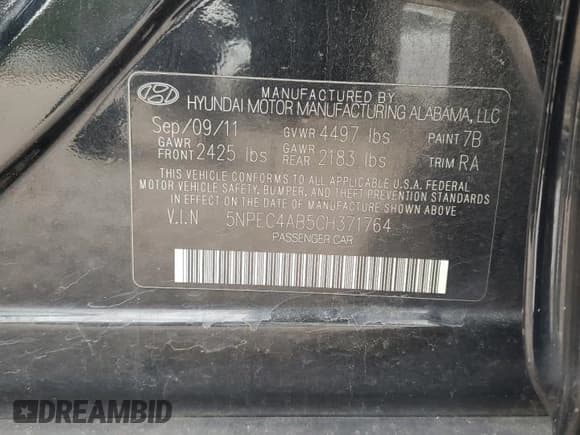 MANUFACTURED BY
HYUNDAI MOTOR MANUFACTURING ALABAMA, LLC
Sep/09/11 GVWR 4497 lbs PAINT 7B
GAWR FRONT 2425 lbs GAWR REAR 2183 lbs TRIM RA
THIS VEHICLE CONFORMS TO ALL APPLICABLE U.S.A. FEDERAL
MOTOR VEHICLE SAFETY, BUMPER, AND THEFT PREVENTION STANDARDS
IN EFFECT ON THE DATE OF MANUFACTURE SHOWN ABOVE.
V.I.N 5NPEC4AB5CH371764
PASSENGER CAR
DREAMBID